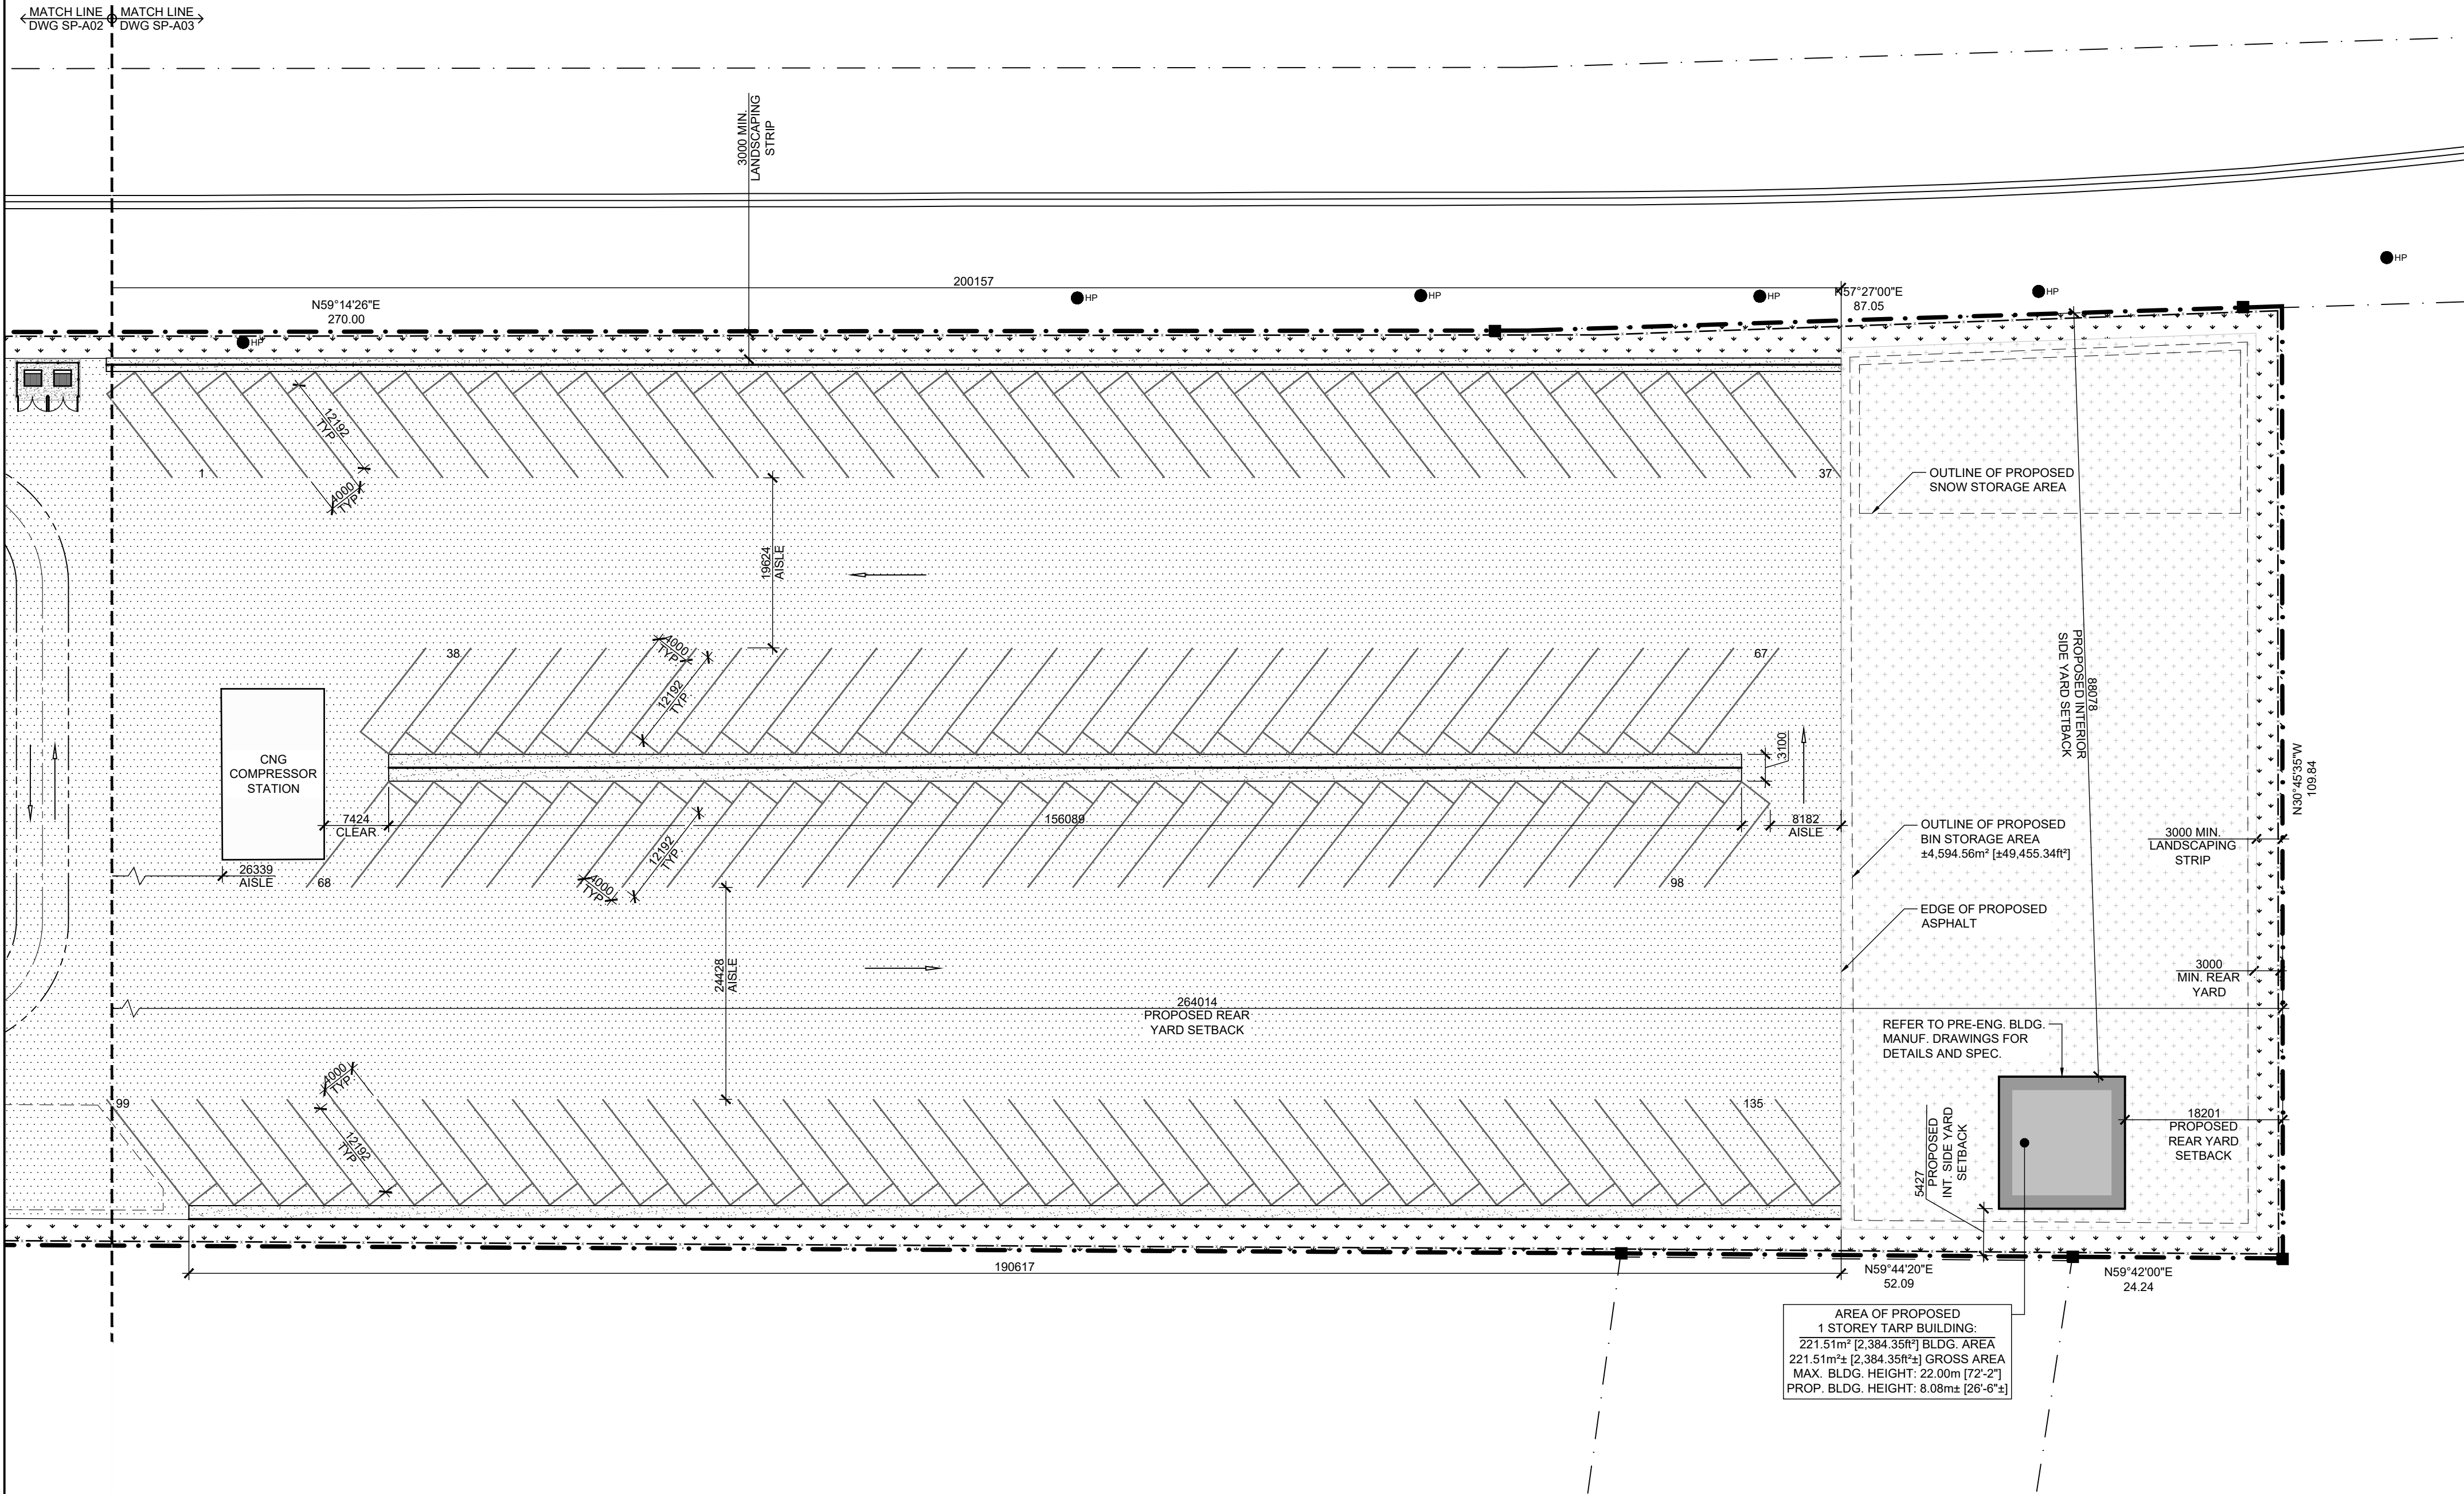 MATCH LINE
DWG SP-A02
MATCH LINE
DWG SP-A03
3000 MIN.
LANDSCAPING
STRIP
200157
N59°14'26"E
270.00
HP
HP
HP
HP
N57°27'00"E
87.05
HP
HP
12192
TYP.
4000
TYP.
1
37
19624
AISLE
OUTLINE OF PROPOSED
SNOW STORAGE AREA
38
4000
TYP.
12192
TYP.
67
88078
PROPOSED INTERIOR
SIDE YARD SETBACK
CNG
COMPRESSOR
STATION
3100
N30°45'35"W
109.84
7424
CLEAR
156089
8182
AISLE
OUTLINE OF PROPOSED
BIN STORAGE AREA
±4,594.56m² [±49,455.34ft²]
3000 MIN.
LANDSCAPING
STRIP
26339
AISLE
68
12192
TYP.
4000
TYP.
98
EDGE OF PROPOSED
ASPHALT
24428
AISLE
3000
MIN. REAR
YARD
264014
PROPOSED REAR
YARD SETBACK
REFER TO PRE-ENG. BLDG.
MANUF. DRAWINGS FOR
DETAILS AND SPEC.
99
4000
TYP.
12192
TYP.
135
5427
PROPOSED
INT. SIDE YARD
SETBACK
18201
PROPOSED
REAR YARD
SETBACK
190617
N59°44'20"E
52.09
N59°42'00"E
24.24
AREA OF PROPOSED
1 STOREY TARP BUILDING:
221.51m² [2,384.35ft²] BLDG. AREA
221.51m²± [2,384.35ft²±] GROSS AREA
MAX. BLDG. HEIGHT: 22.00m [72'-2"]
PROP. BLDG. HEIGHT: 8.08m± [26'-6"±]